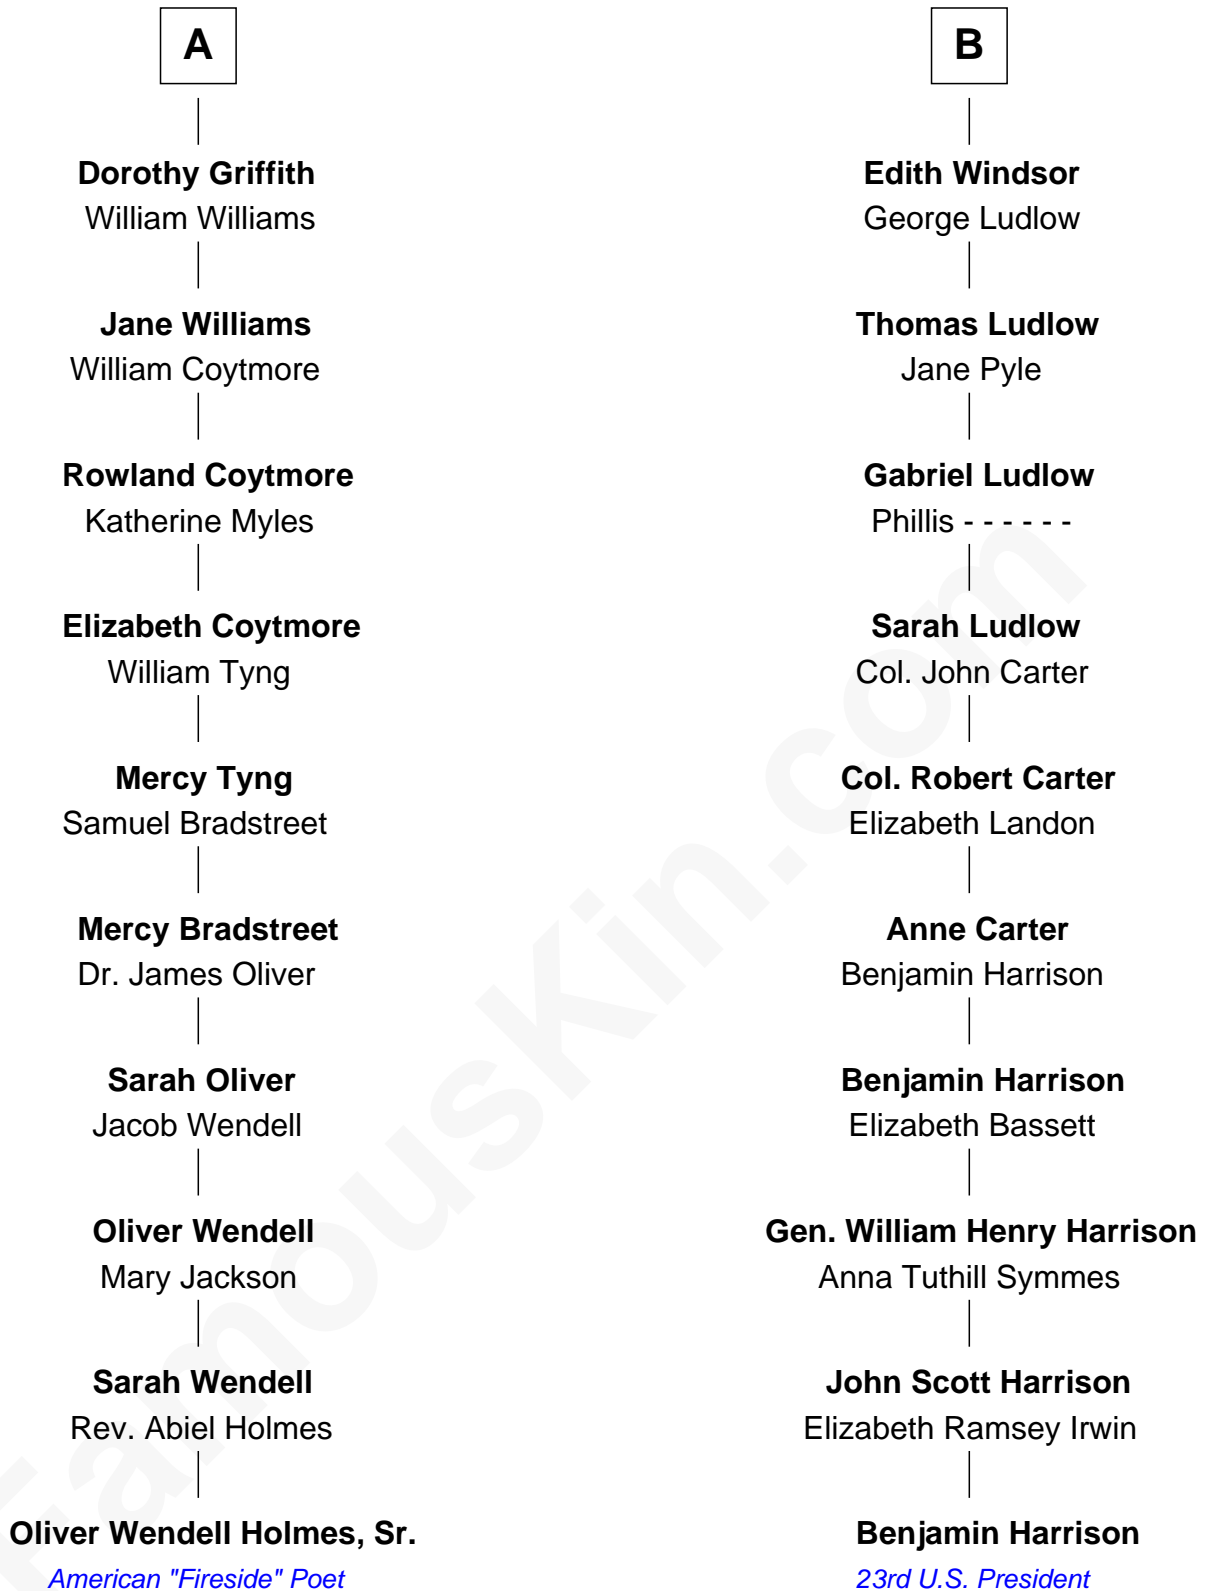 A
Dorothy Griffith
William Williams
Jane Williams
William Coytmore
Rowland Coytmore
Katherine Myles
Elizabeth Coytmore
William Tyng
Mercy Tyng
Samuel Bradstreet
Mercy Bradstreet
Dr. James Oliver
Sarah Oliver
Jacob Wendell
Oliver Wendell
Mary Jackson
Sarah Wendell
Rev. Abiel Holmes
Oliver Wendell Holmes, Sr.
American "Fireside" Poet
B
Edith Windsor
George Ludlow
Thomas Ludlow
Jane Pyle
Gabriel Ludlow
Phillis - - - - - -
Sarah Ludlow
Col. John Carter
Col. Robert Carter
Elizabeth Landon
Anne Carter
Benjamin Harrison
Benjamin Harrison
Elizabeth Bassett
Gen. William Henry Harrison
Anna Tuthill Symmes
John Scott Harrison
Elizabeth Ramsey Irwin
Benjamin Harrison
23rd U.S. President
FamousKin.com